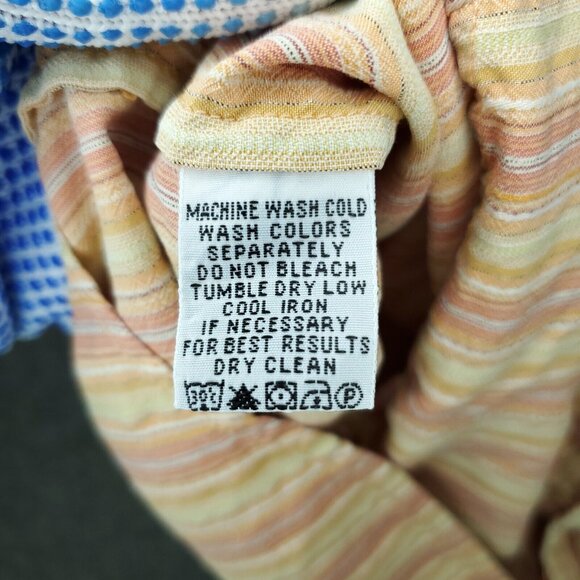 MACHINE WASH COLD
WASH COLORS
SEPARATELY
DO NOT BLEACH
TUMBLE DRY LOW
COOL IRON
IF NECESSARY
FOR BEST RESULTS
DRY CLEAN
30° P